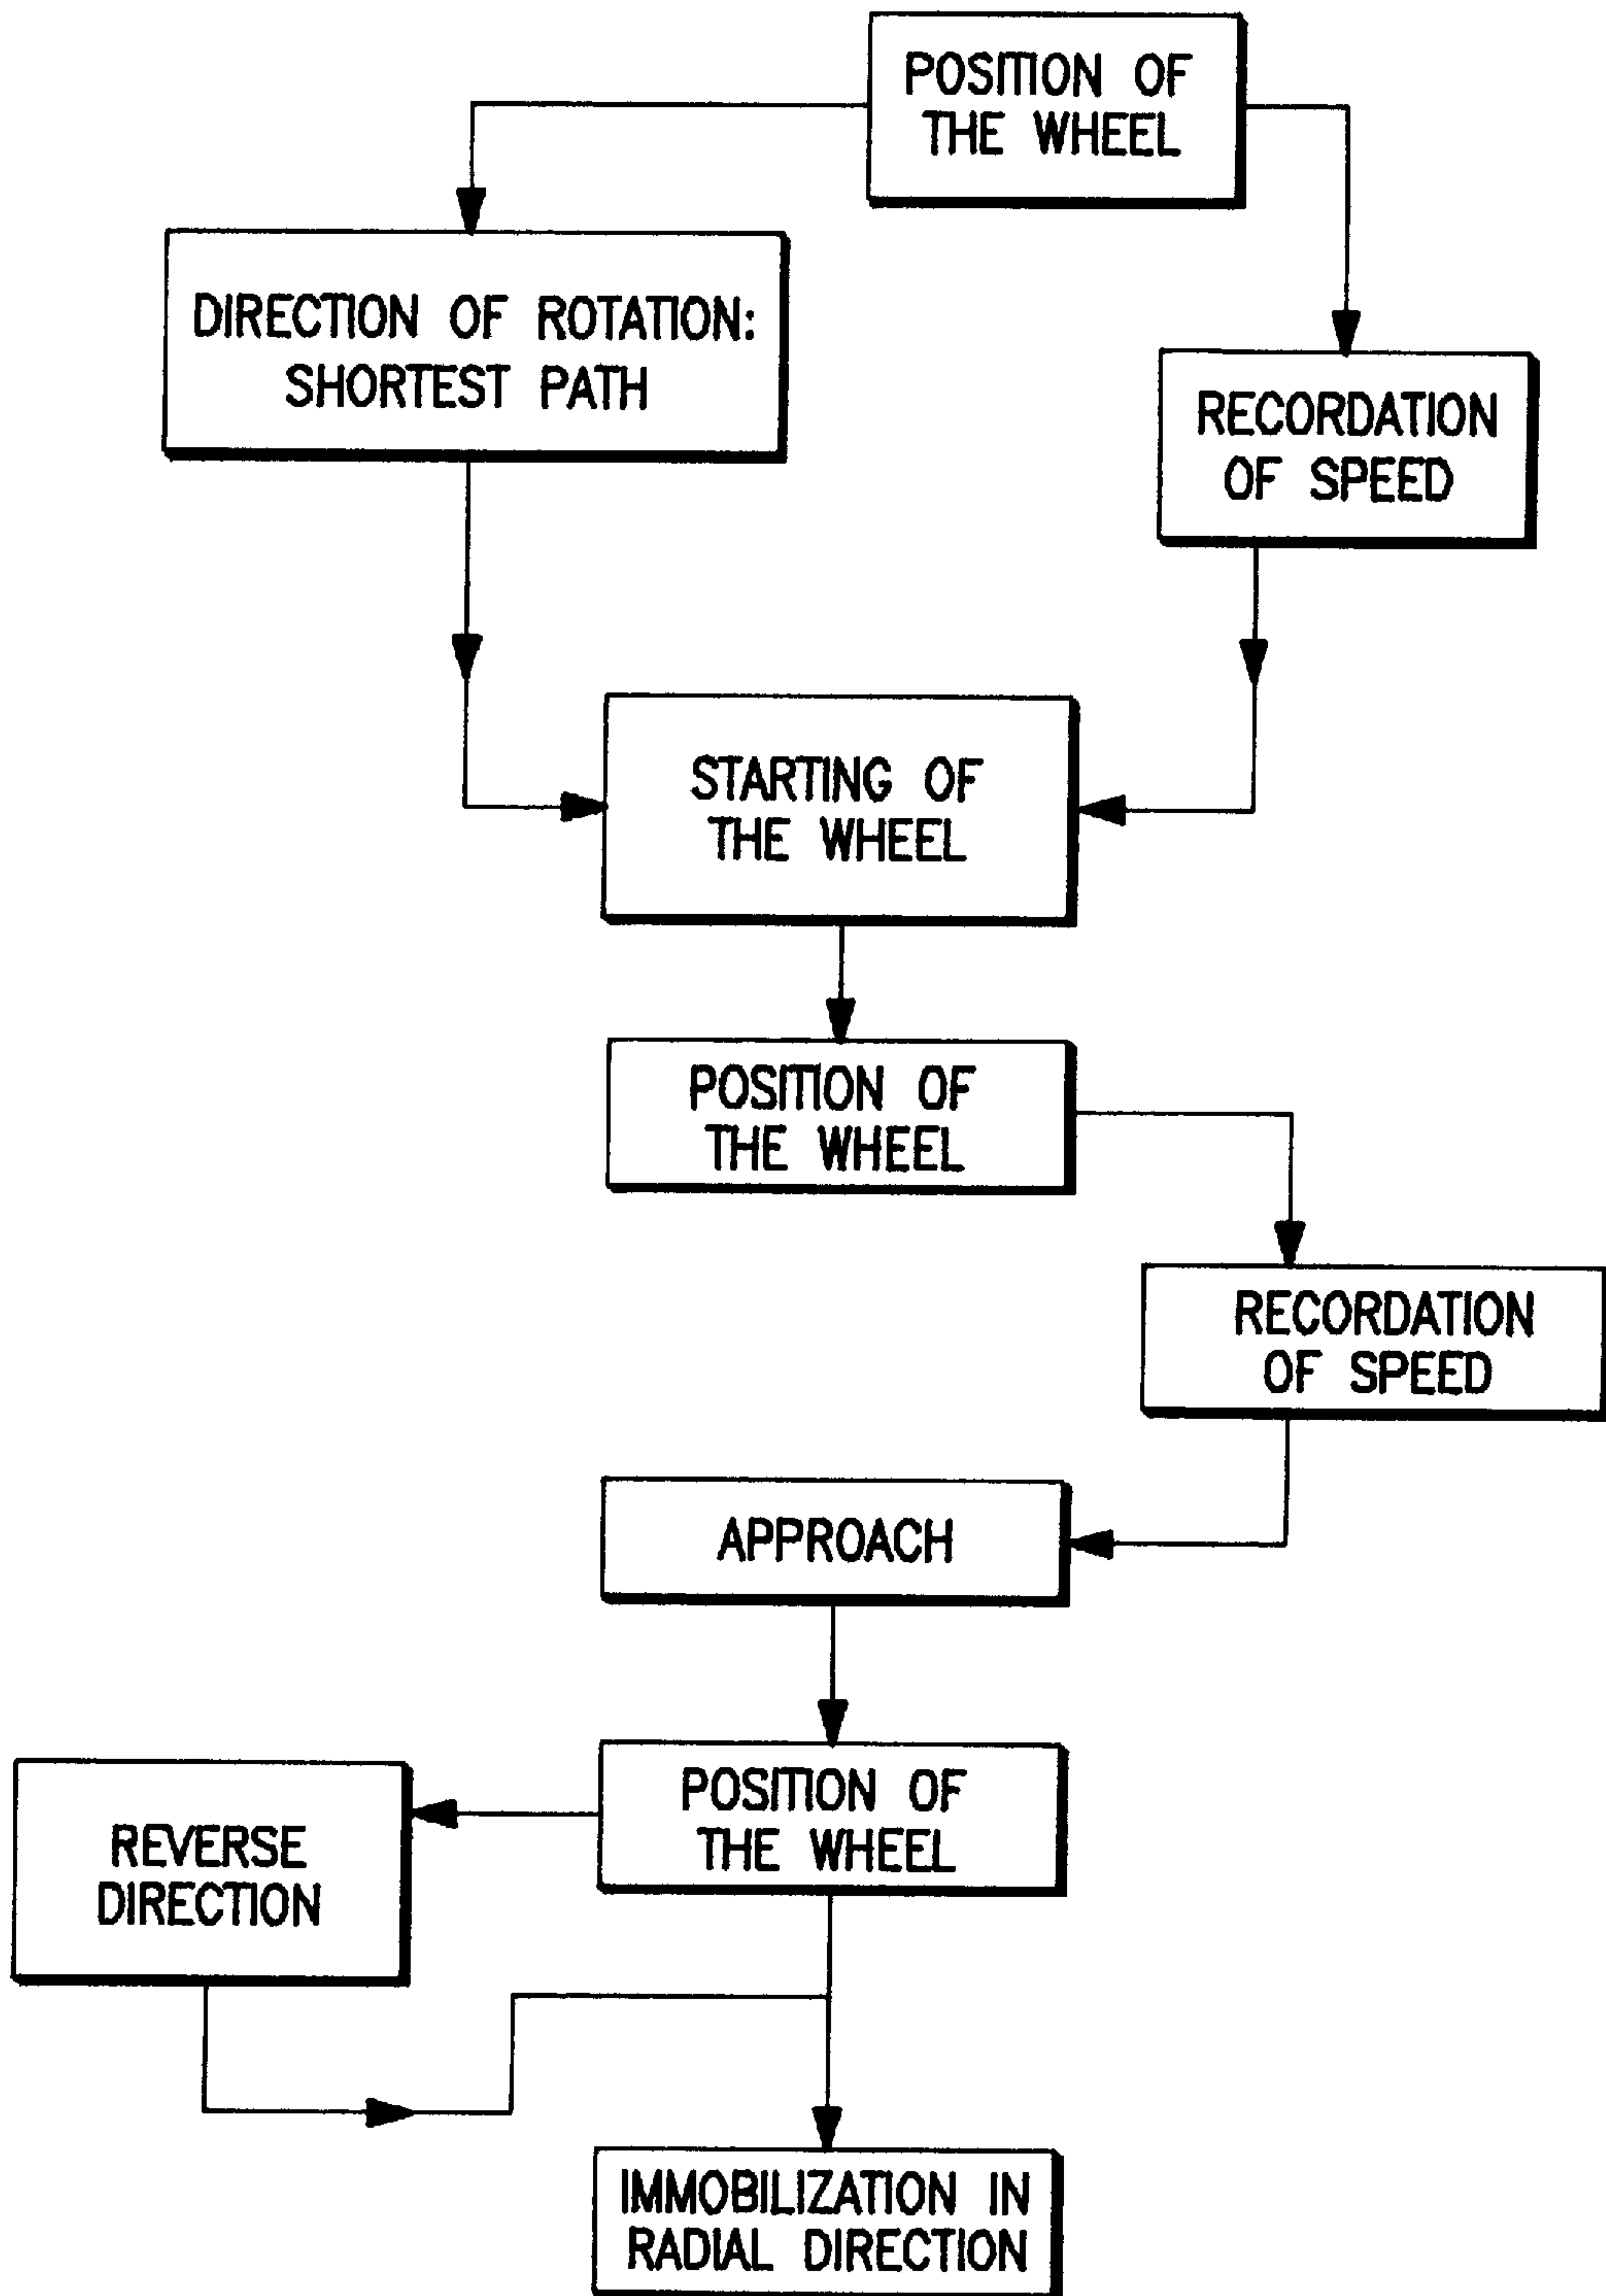 POSITION OF
THE WHEEL
DIRECTION OF ROTATION:
SHORTEST PATH
RECORDATION
OF SPEED
STARTING OF
THE WHEEL
POSITION OF
THE WHEEL
RECORDATION
OF SPEED
APPROACH
POSITION OF
THE WHEEL
REVERSE
DIRECTION
IMMOBILIZATION IN
RADIAL DIRECTION